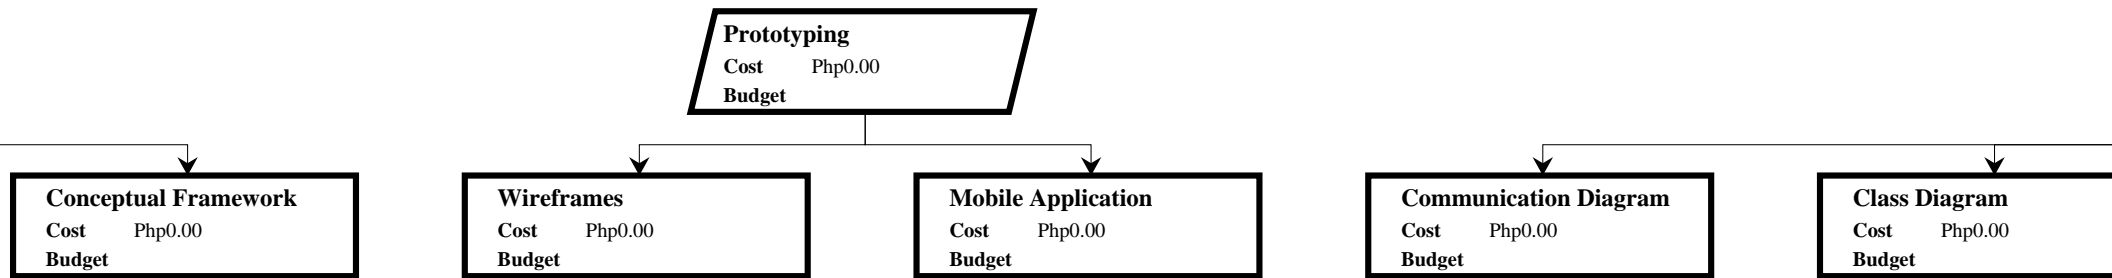 Prototyping
Cost Php0.00
Budget
Conceptual Framework
Cost Php0.00
Budget
Wireframes
Cost Php0.00
Budget
Mobile Application
Cost Php0.00
Budget
Communication Diagram
Cost Php0.00
Budget
Class Diagram
Cost Php0.00
Budget